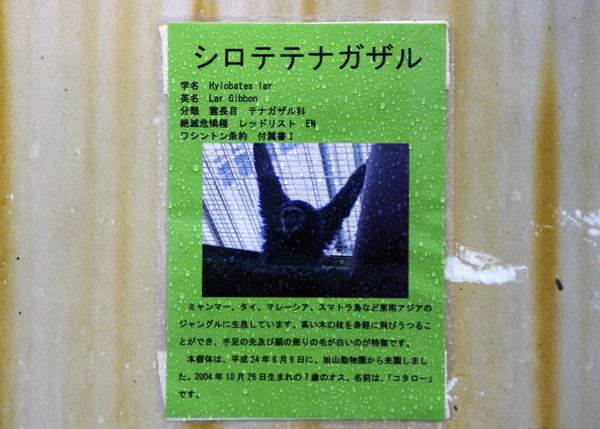 シロテテナガザル
学名　Hylobates lar
英名　Lar Gibbon
分類　霊長目　テナガザル科
絶滅危惧種　レッドリスト　EN
ワシントン条約　付属書Ⅰ
ミャンマー、タイ、マレーシア、スマトラ島など東南アジアの
ジャングルに生息しています。高い木の枝を身軽に飛びうつるこ
とができ、手足の先及び顔の周りの毛が白いのが特徴です。
本個体は、平成24年6月6日に、旭山動物園から来園しまし
た。2004年10月26日生まれの7歳のオス、名前は、「コタロー」
です。